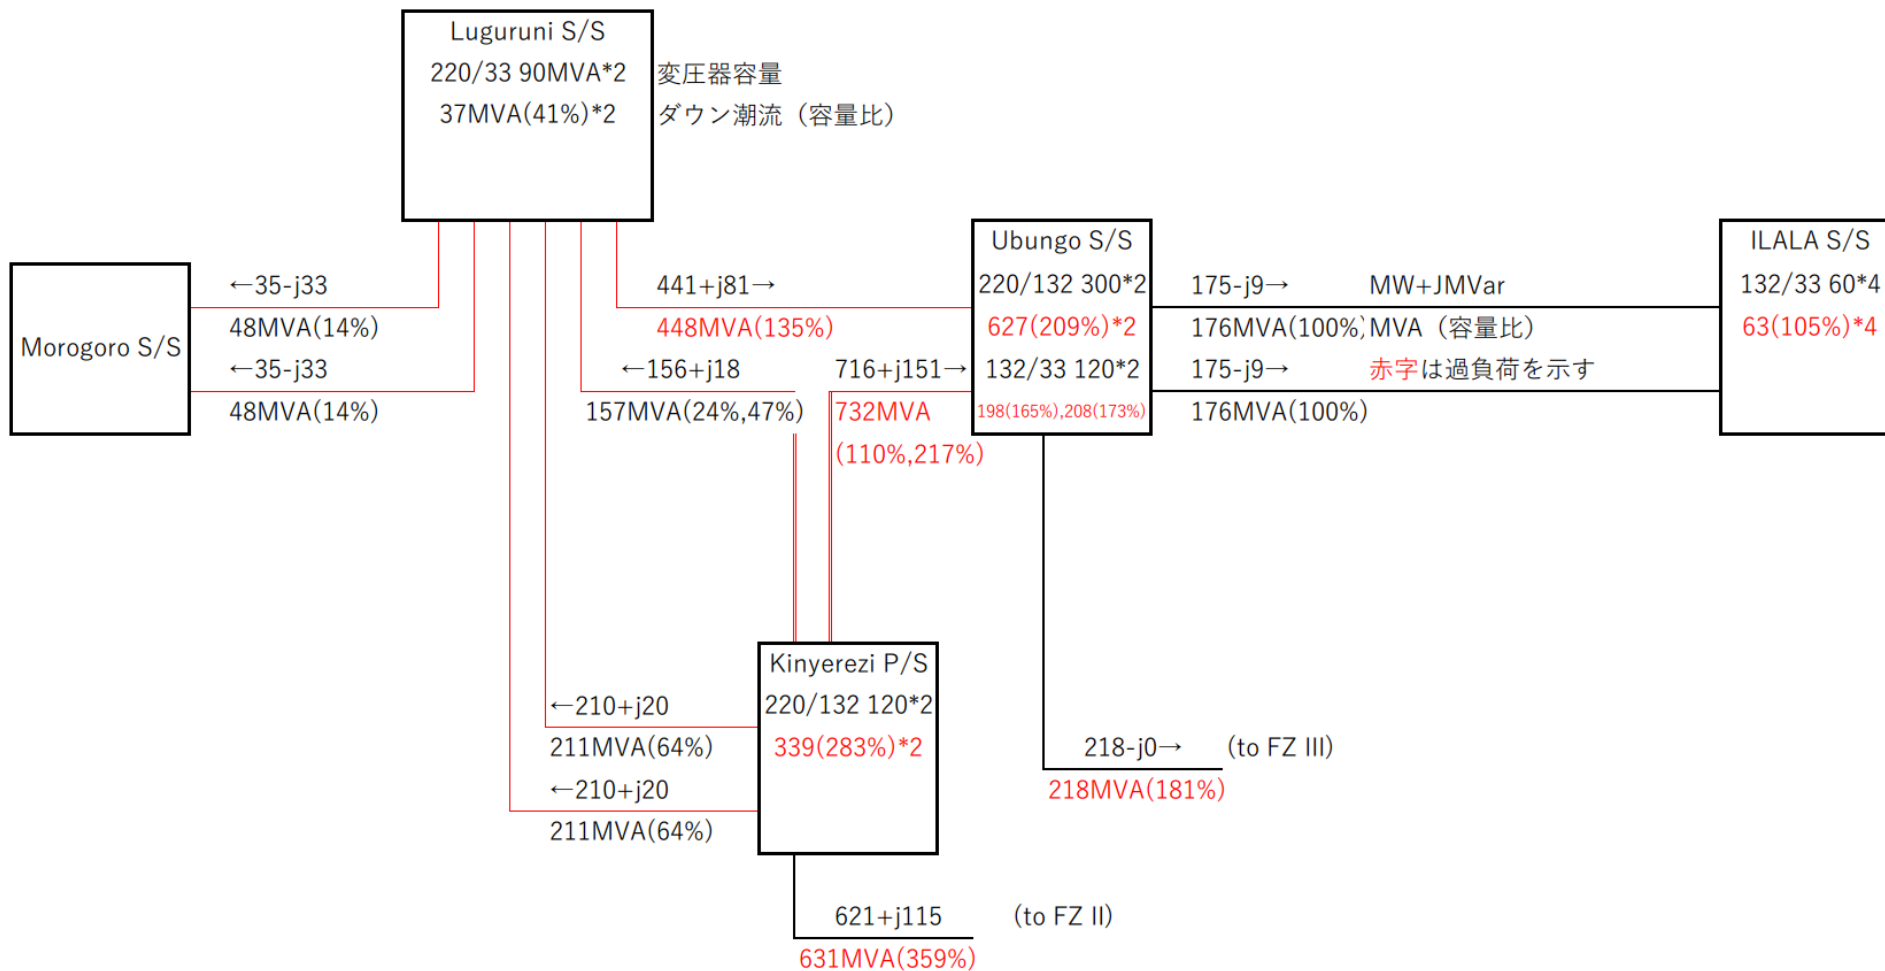 Luguruni S/S
220/33 90MVA*2
変圧器容量
37MVA(41%)*2
ダウン潮流（容量比）
Morogoro S/S
←35-j33
48MVA(14%)
←35-j33
48MVA(14%)
441+j81→
448MVA(135%)
←156+j18
157MVA(24%,47%)
716+j151→
732MVA
(110%,217%)
Ubungo S/S
220/132 300*2
627(209%)*2
132/33 120*2
198(165%),208(173%)
175-j9→
MW+JMVar
176MVA(100%)
MVA（容量比）
175-j9→
赤字は過負荷を示す
176MVA(100%)
ILALA S/S
132/33 60*4
63(105%)*4
Kinyerezi P/S
220/132 120*2
339(283%)*2
←210+j20
211MVA(64%)
←210+j20
211MVA(64%)
218-j0→
(to FZ III)
218MVA(181%)
621+j115
(to FZ II)
631MVA(359%)